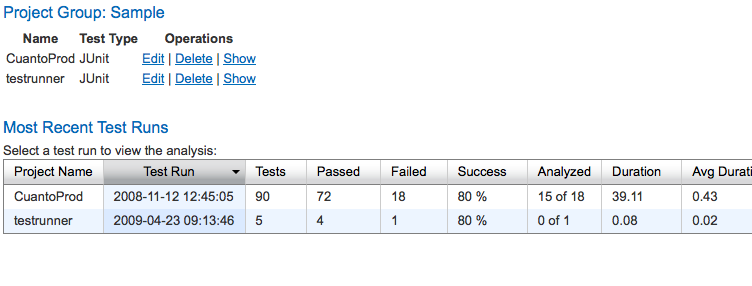 Project Group: Sample
Name Test Type Operations
CuantoProd JUnit Edit | Delete | Show
testrunner JUnit Edit | Delete | Show
Most Recent Test Runs
Select a test run to view the analysis:
Project Name Test Run Tests Passed Failed Success Analyzed Duration Avg Durati
CuantoProd 2008-11-12 12:45:05 90 72 18 80 % 15 of 18 39.11 0.43
testrunner 2009-04-23 09:13:46 5 4 1 80 % 0 of 1 0.08 0.02